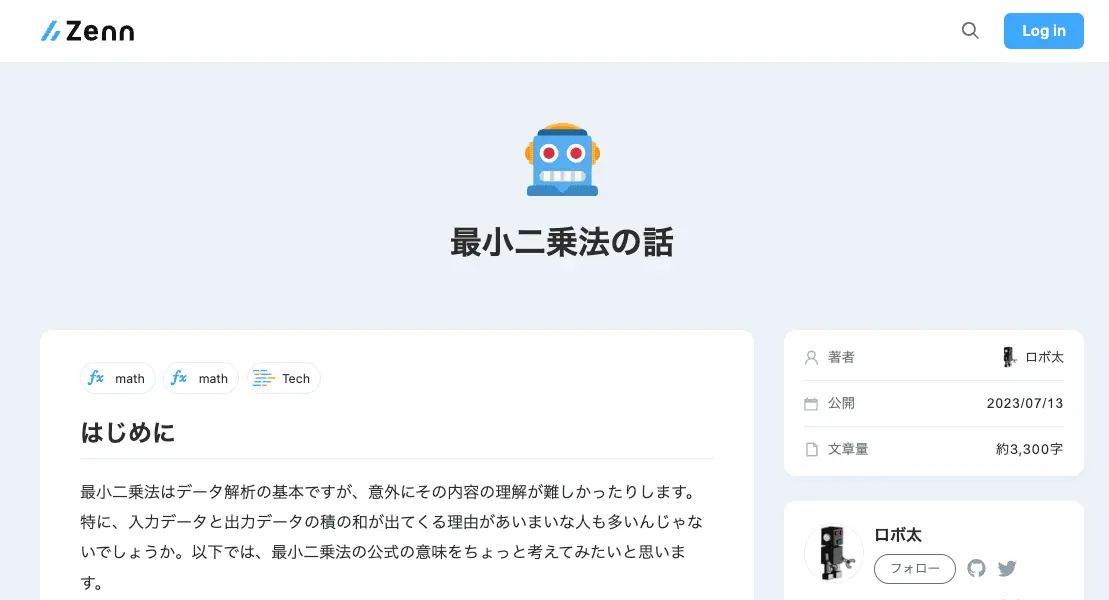 Zenn
Log in
最小二乗法の話
math
math
Tech
はじめに
最小二乗法はデータ解析の基本ですが、意外にその内容の理解が難しかったりします。
特に、入力データと出力データの積の和が出てくる理由があいまいな人も多いんじゃな
いでしょうか。以下では、最小二乗法の公式の意味をちょっと考えてみたいと思いま
す。
著者
ロボ太
公開
2023/07/13
文章量
約3,300字
ロボ太
フォロー